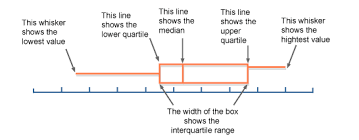 This whisker
shows the
lowest value
This line
shows the
lower quartile
This line
shows the
median
This line
shows the
upper
quartile
This whisker
shows the
hightest value
The width of the box
shows the
interquartile range